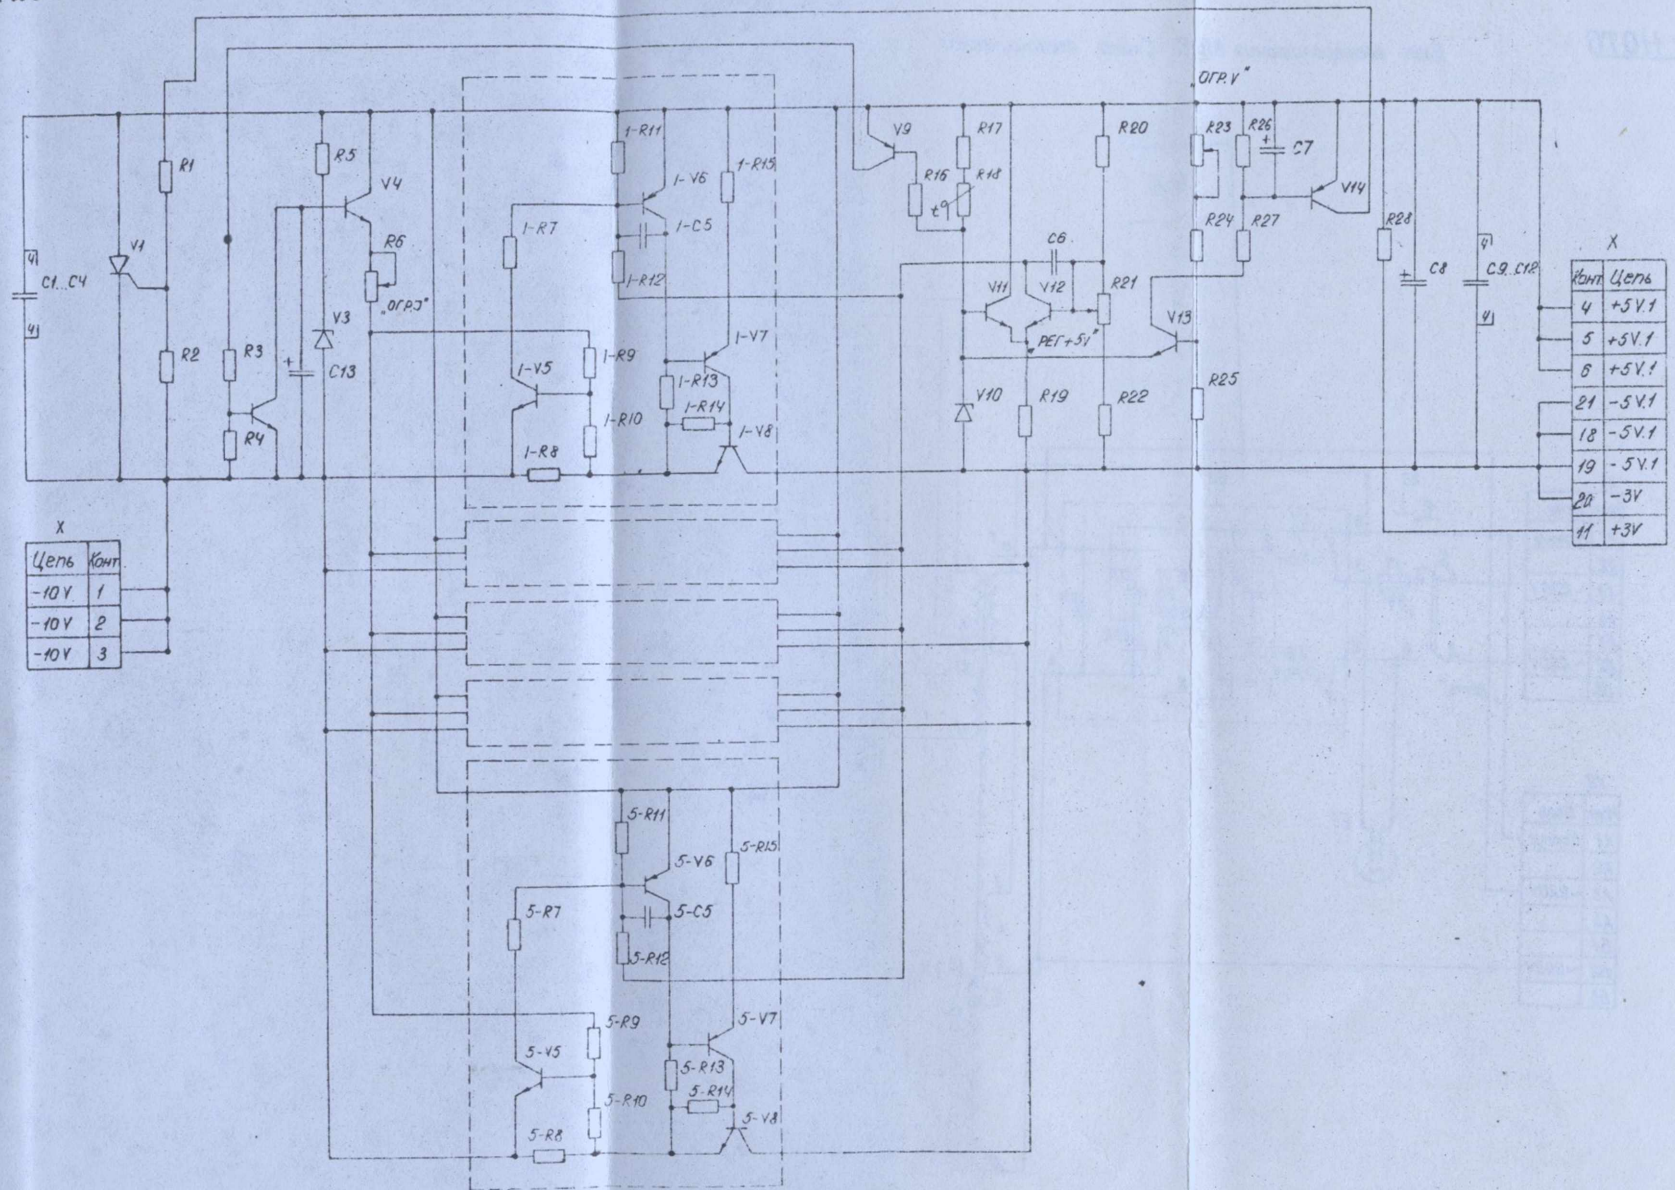 "ОГР.V"
R1
R5
V4
1-R11
1-V6
1-R15
V9
R17
R16
R18
t°
R20
R23
R26
C7
V14
R24
R27
R28
V1
C1...C4
4
4
R6
"ОГР.J"
1-R7
1-C5
1-R12
C6
V11
V12
R21
V13
"РЕГ+5V"
C8
C9...C12
4
4
X
Конт Цепь
4 +5V.1
5 +5V.1
6 +5V.1
21 -5V.1
18 -5V.1
19 -5V.1
20 -3V
11 +3V
V3
R2
R3
C13
R4
1-V5
1-R9
1-V7
1-R13
1-R14
1-R10
1-V8
1-R8
V10
R19
R22
R25
X
Цепь Конт
-10V 1
-10V 2
-10V 3
5-R11
5-V6
5-R15
5-R7
5-C5
5-R12
5-V5
5-R9
5-V7
5-R13
5-R14
5-R10
5-V8
5-R8